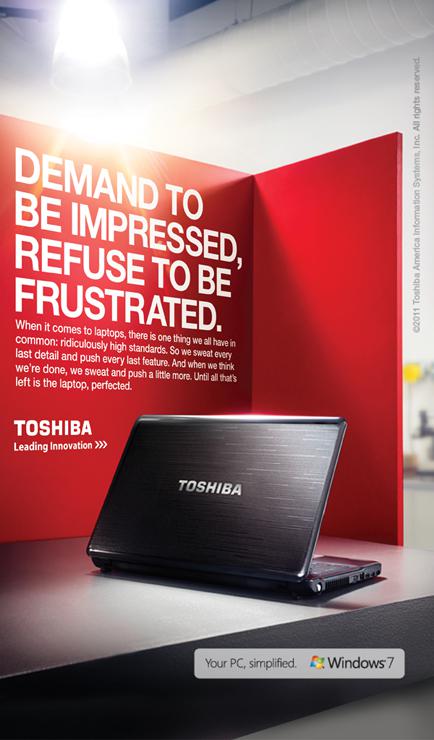 DEMAND TO
BE IMPRESSED,
REFUSE TO BE
FRUSTRATED.
When it comes to laptops, there is one thing we all have in
common: ridiculously high standards. So we sweat every
last detail and push every last feature. And when we think
we're done, we sweat and push a little more. Until all that's
left is the laptop, perfected.
TOSHIBA
Leading Innovation >>>
TOSHIBA
Your PC, simplified. Windows 7
©2011 Toshiba America Information Systems, Inc. All rights reserved.